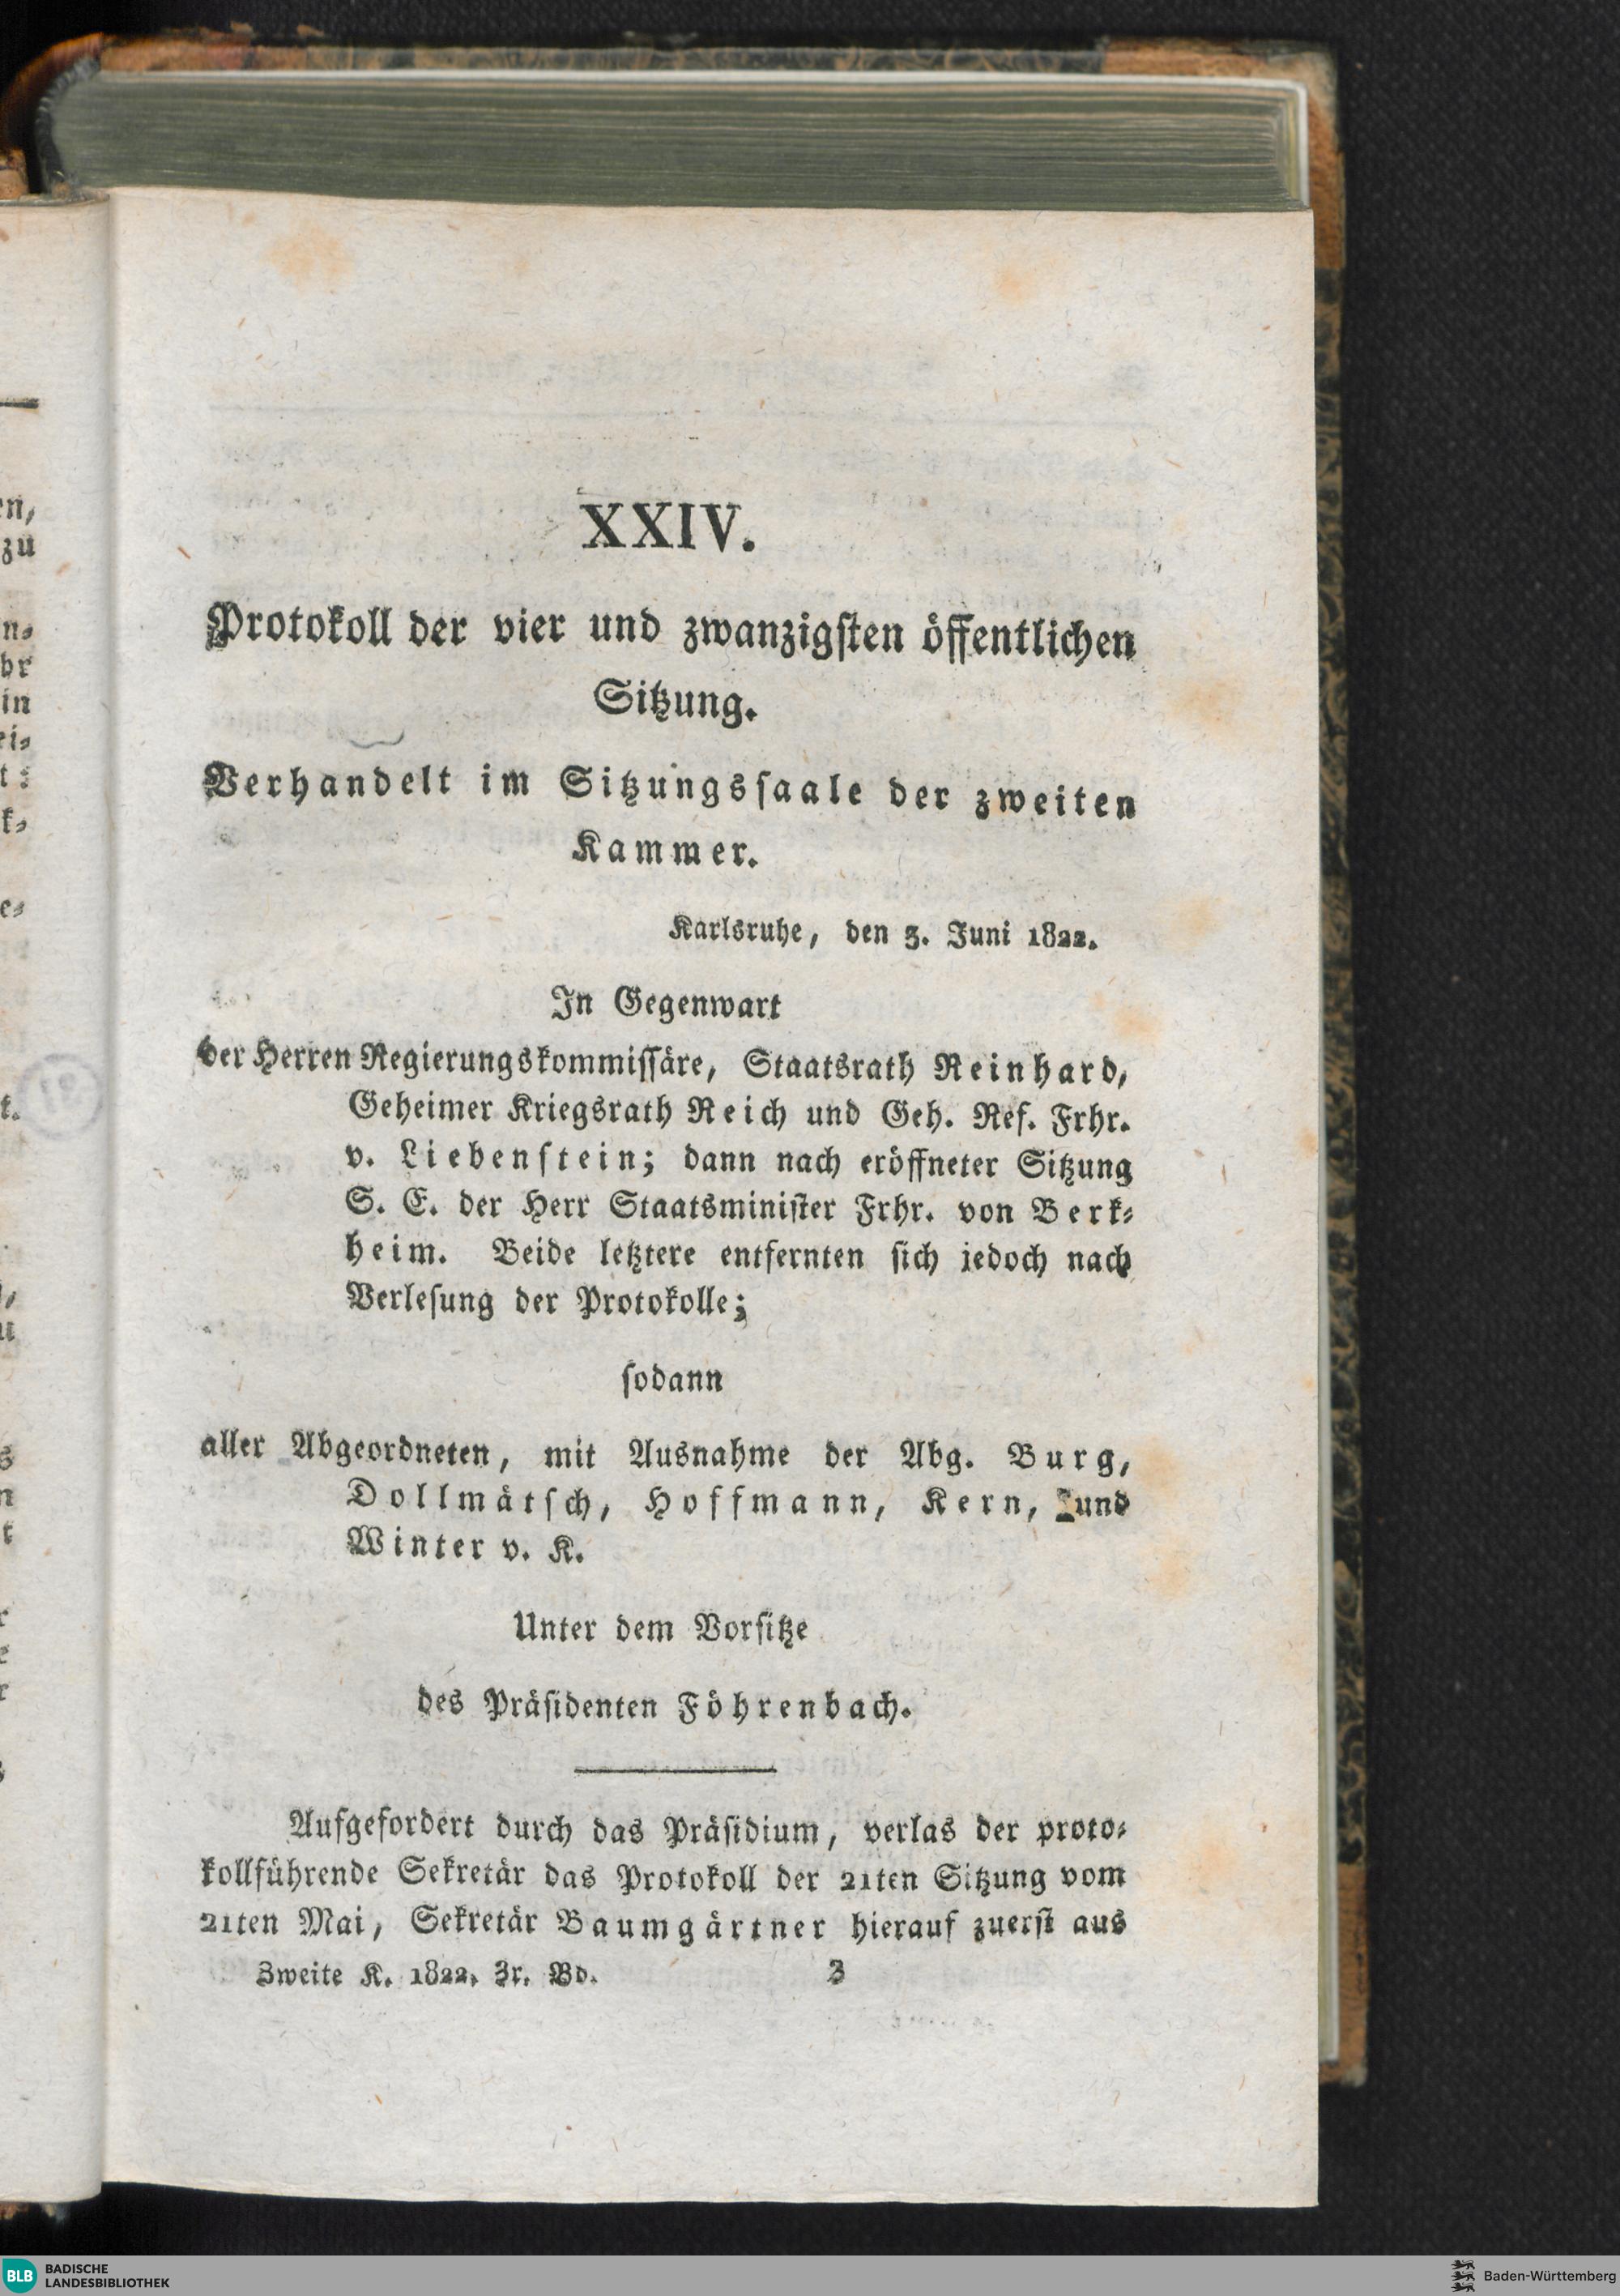 XXIV.
Protokoll der vier und zwanzigsten öffentlichen
Sitzung.
Verhandelt im Sitzungssaale der zweiten
Kammer.
Karlsruhe, den 3. Juni 1822.
In Gegenwart
der Herren Regierungskommissäre, Staatsrath Reinhard,
Geheimer Kriegsrath Reich und Geh. Ref. Frhr.
v. Liebenstein; dann nach eröffneter Sitzung
S. E. der Herr Staatsminister Frhr. von Berk-
heim. Beide letztere entfernten sich jedoch nach
Verlesung der Protokolle;
sodann
aller Abgeordneten, mit Ausnahme der Abg. Burg,
Dollmätsch, Hoffmann, Kern, und
Winter v. K.
Unter dem Vorsitze
des Präsidenten Föhrenbach.
Aufgefordert durch das Präsidium, verlas der proto-
kollführende Sekretär das Protokoll der 21ten Sitzung vom
21ten Mai, Sekretär Baumgärtner hierauf zuerst aus
Zweite K. 1822. 3r. Bd. 3
BLB BADISCHE
LANDESBIBLIOTHEK
Baden-Württemberg